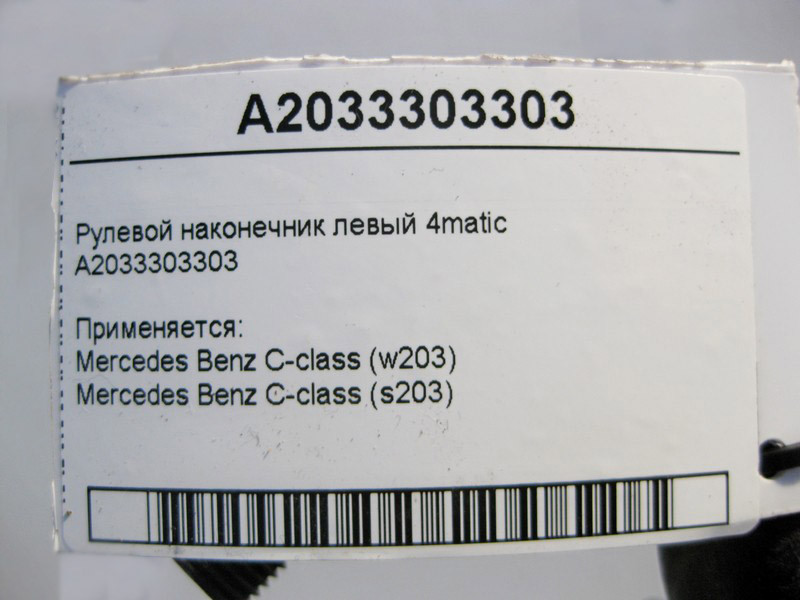 A2033303303
Рулевой наконечник левый 4matic
A2033303303
Применяется:
Mercedes Benz C-class (w203)
Mercedes Benz C-class (s203)